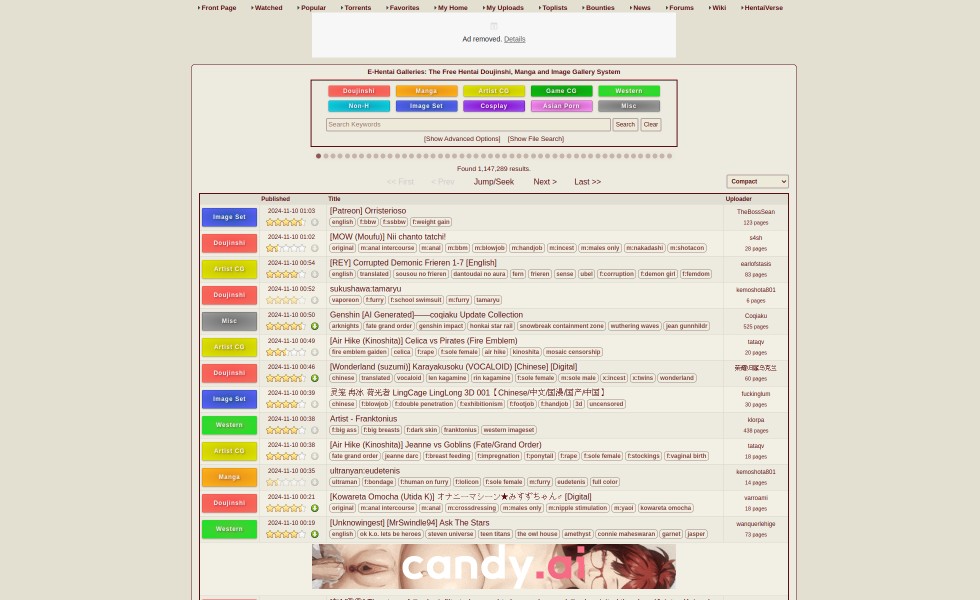 Front Page Watched Popular Torrents Favorites My Home My Uploads Toplists Bounties News Forums Wiki HentaiVerse
Ad removed. Details
E-Hentai Galleries: The Free Hentai Doujinshi, Manga and Image Gallery System
Doujinshi Manga Artist CG Game CG Western
Non-H Image Set Cosplay Asian Porn Misc
Search Keywords Search Clear
[Show Advanced Options] [Show File Search]
Found 1,147,289 results.
<< First < Prev Jump/Seek Next > Last >> Compact
Published Title Uploader
Image Set 2024-11-10 01:03 [Patreon] Orristerioso TheBossSean
english f:bbw f:ssbbw f:weight gain 123 pages
Doujinshi 2024-11-10 01:02 [MOW (Moufu)] Nii chanto tatchi! s4sh
original m:anal intercourse m:anal m:bbm m:blowjob m:handjob m:incest m:males only m:nakadashi m:shotacon 28 pages
Artist CG 2024-11-10 00:54 [REY] Corrupted Demonic Frieren 1-7 [English] earlofstasis
english translated sousou no frieren dantoudai no aura fern frieren sense ubel f:corruption f:demon girl f:femdom 83 pages
Doujinshi 2024-11-10 00:52 sukushawa:tamaryu kemoshota801
vaporeon f:furry f:school swimsuit m:furry tamaryu 6 pages
Misc 2024-11-10 00:50 Genshin [AI Generated]——coqiaku Update Collection Coqiaku
arknights fate grand order genshin impact honkai star rail snowbreak containment zone wuthering waves jean gunnhildr 525 pages
Artist CG 2024-11-10 00:49 [Air Hike (Kinoshita)] Celica vs Pirates (Fire Emblem) tataqv
fire emblem gaiden celica f:rape f:sole female air hike kinoshita mosaic censorship 20 pages
Doujinshi 2024-11-10 00:46 [Wonderland (suzumi)] Karayakusoku (VOCALOID) [Chinese] [Digital]
chinese translated vocaloid len kagamine rin kagamine f:sole female m:sole male x:incest x:twins wonderland 60 pages
Image Set 2024-11-10 00:39 灵笼 冉冰 荷光者 LingCage LingLong 3D 001【Chinese/中文/国漫/国产/中国】 fuckingium
chinese f:blowjob f:double penetration f:exhibitionism f:footjob f:handjob 3d uncensored 30 pages
Western 2024-11-10 00:38 Artist - Franktonius klorpa
f:big ass f:big breasts f:dark skin franktonius western imageset 438 pages
Artist CG 2024-11-10 00:38 [Air Hike (Kinoshita)] Jeanne vs Goblins (Fate/Grand Order) tataqv
fate grand order jeanne darc f:breast feeding f:impregnation f:ponytail f:rape f:sole female f:stockings f:vaginal birth 18 pages
Manga 2024-11-10 00:35 ultranyan:eudetenis kemoshota801
ultraman f:bondage f:human on furry f:lolicon f:sole female m:furry eudetenis full color 14 pages
Doujinshi 2024-11-10 00:21 [Kowareta Omocha (Utida K)] オナニーマシーン★みすずちゃん♂ [Digital] varroami
original m:anal intercourse m:anal m:crossdressing m:males only m:nipple stimulation m:yaoi kowareta omocha 18 pages
Western 2024-11-10 00:19 [Unknowingest] [MrSwindle94] Ask The Stars wanquerlehige
english ok k.o. lets be heroes steven universe teen titans the owl house amethyst connie maheswaran garnet jasper 73 pages
candy.ai